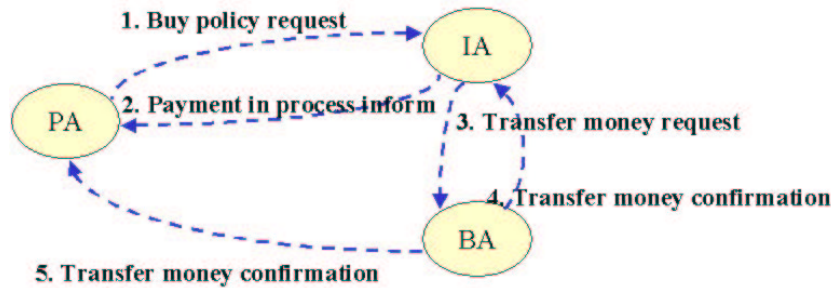 1. Buy policy request
IA
PA
2. Payment in process inform
3. Transfer money request
4. Transfer money confirmation
BA
5. Transfer money confirmation